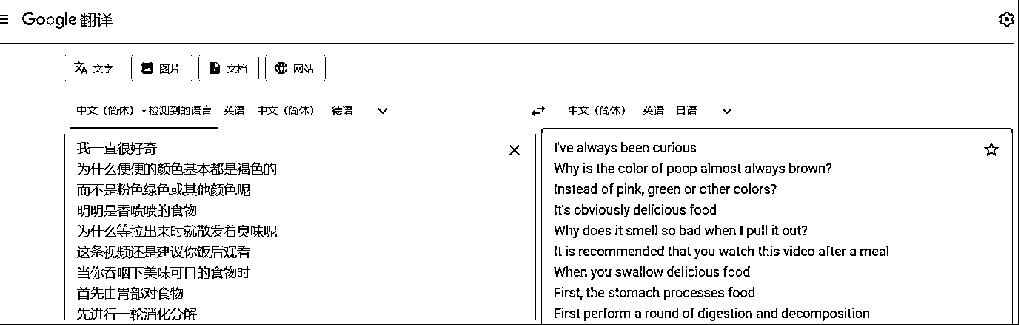 Google 翻译
文字 图片 文档 网站
中文（简体） - 检测到的语言 英语 中文（简体） 德语
中文（简体） 英语 日语
我一直很好奇
为什么便便的颜色基本都是褐色的
而不是粉色绿色或其他颜色呢
明明是香喷喷的食物
为什么等拉出来时就散发着臭味呢
这条视频还是建议你饭后观看
当你吞咽下美味可口的食物时
首先由胃部对食物
先进行一轮消化分解
I've always been curious
Why is the color of poop almost always brown?
Instead of pink, green or other colors?
It's obviously delicious food
Why does it smell so bad when I pull it out?
It is recommended that you watch this video after a meal
When you swallow delicious food
First, the stomach processes food
First perform a round of digestion and decomposition